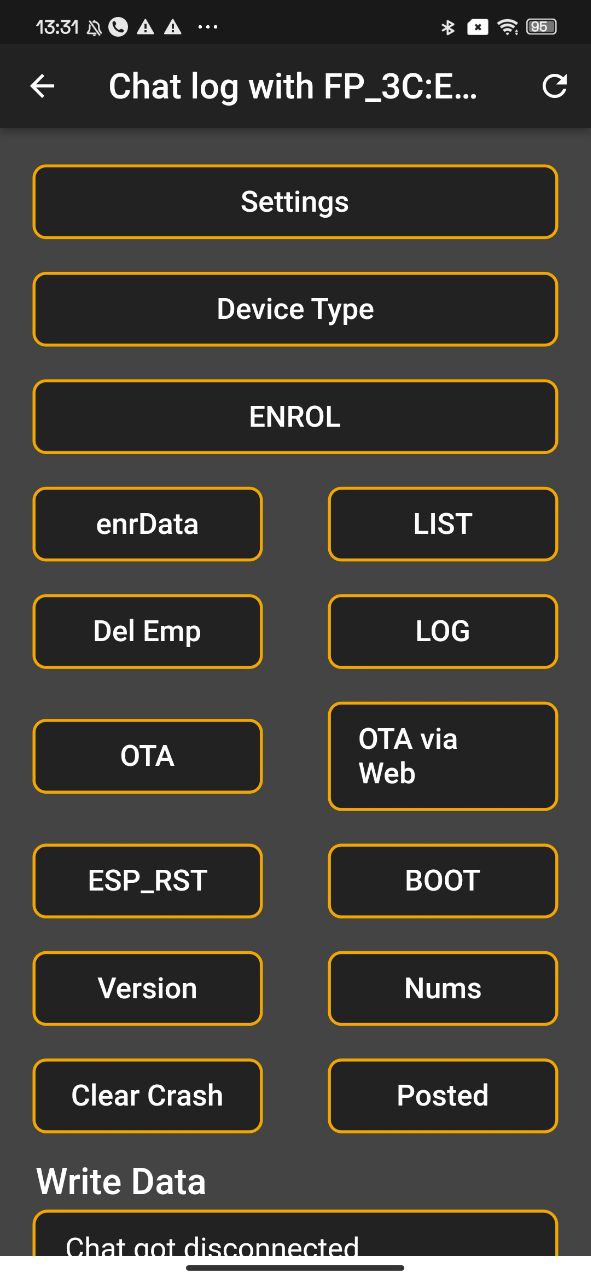 13:31 95
Chat log with FP_3C:E...
Settings
Device Type
ENROL
enrData LIST
Del Emp LOG
OTA OTA via
Web
ESP_RST BOOT
Version Nums
Clear Crash Posted
Write Data
Chat got disconnected